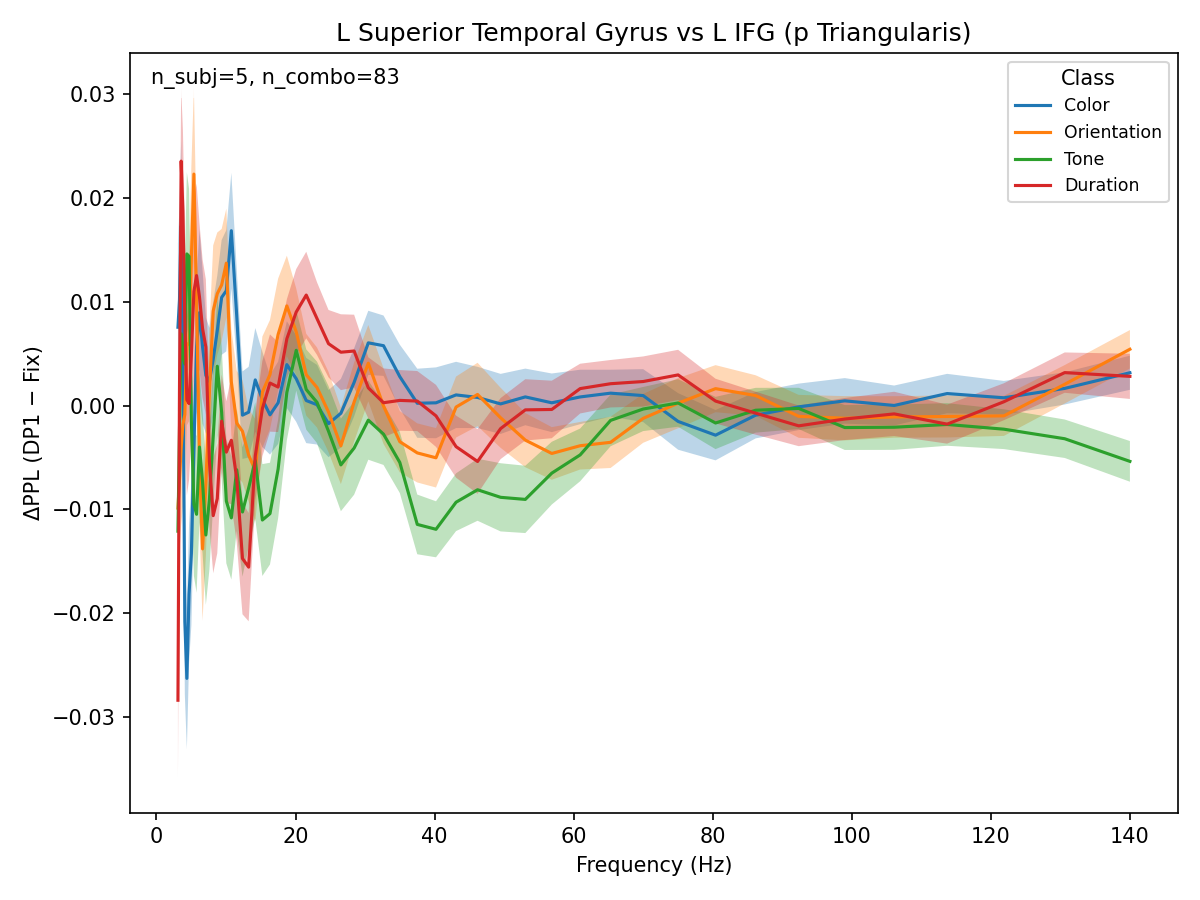 L Superior Temporal Gyrus vs L IFG (p Triangularis)
n_subj=5, n_combo=83
Class
Color
Orientation
Tone
Duration
0.03
0.02
0.01
0.00
−0.01
−0.02
−0.03
ΔPPL (DP1 − Fix)
0 20 40 60 80 100 120 140
Frequency (Hz)